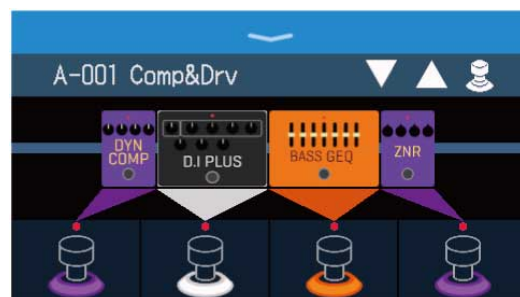 A-001 Comp&Drv
DYN
COMP
D.I PLUS
BASS GEQ
ZNR